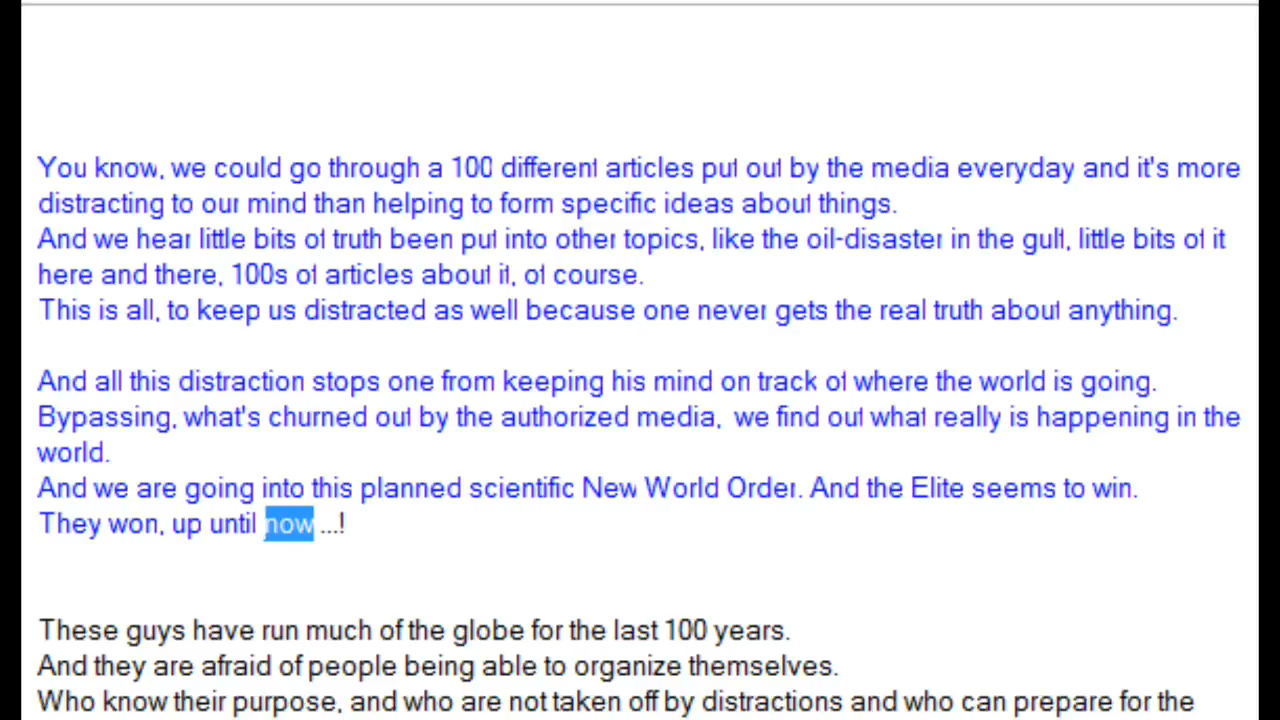 You know, we could go through a 100 different articles put out by the media everyday and it's more
distracting to our mind than helping to form specific ideas about things.
And we hear little bits of truth been put into other topics, like the oil-disaster in the gulf, little bits of it
here and there, 100s of articles about it, of course.
This is all, to keep us distracted as well because one never gets the real truth about anything.
And all this distraction stops one from keeping his mind on track of where the world is going.
Bypassing, what's churned out by the authorized media, we find out what really is happening in the
world.
And we are going into this planned scientific New World Order. And the Elite seems to win.
They won, up until now ...!
These guys have run much of the globe for the last 100 years.
And they are afraid of people being able to organize themselves.
Who know their purpose, and who are not taken off by distractions and who can prepare for the